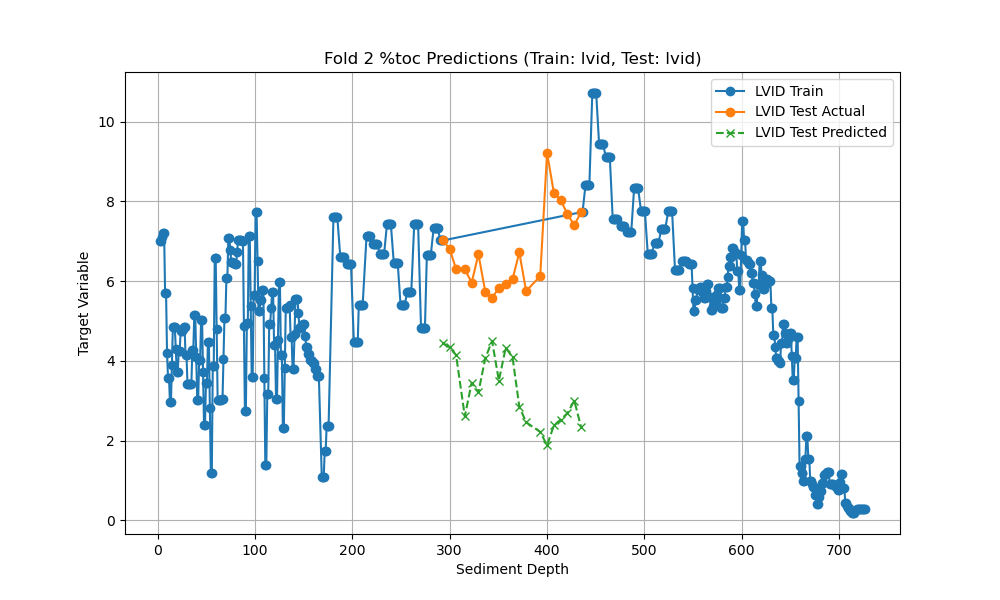 Fold 2 %toc Predictions (Train: lvid, Test: lvid)
LVID Train
LVID Test Actual
LVID Test Predicted
Target Variable
10
8
6
4
2
0
0 100 200 300 400 500 600 700
Sediment Depth